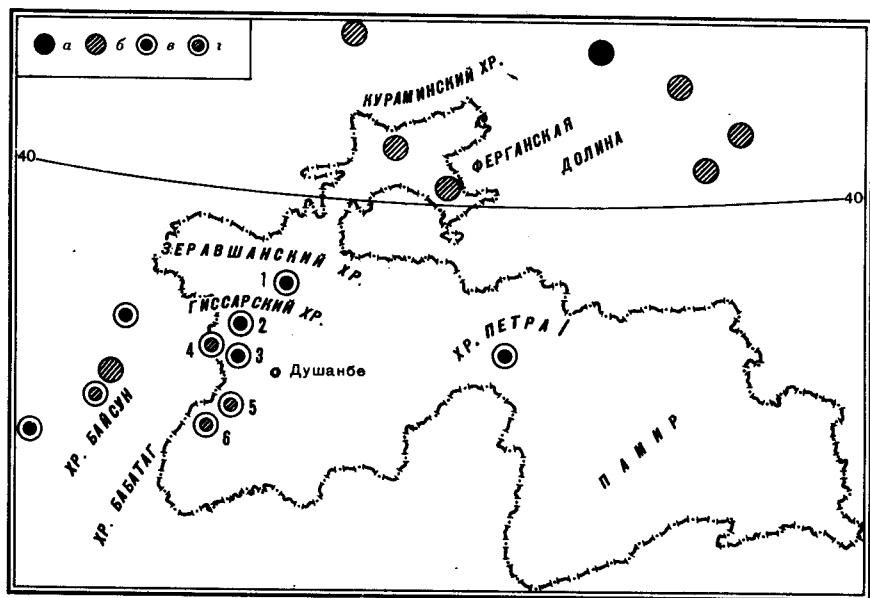 а б в г
КУРАМИНСКИЙ ХР.
ФЕРГАНСКАЯ ДОЛИНА
40
40
ЗЕРАВШАНСКИЙ ХР.
1
ГИССАРСКИЙ ХР.
2
4
3
Душанбе
ХР. ПЕТРА I
5
6
ХР. БАЙСУН
ХР. БАБАТАГ
ПАМИР